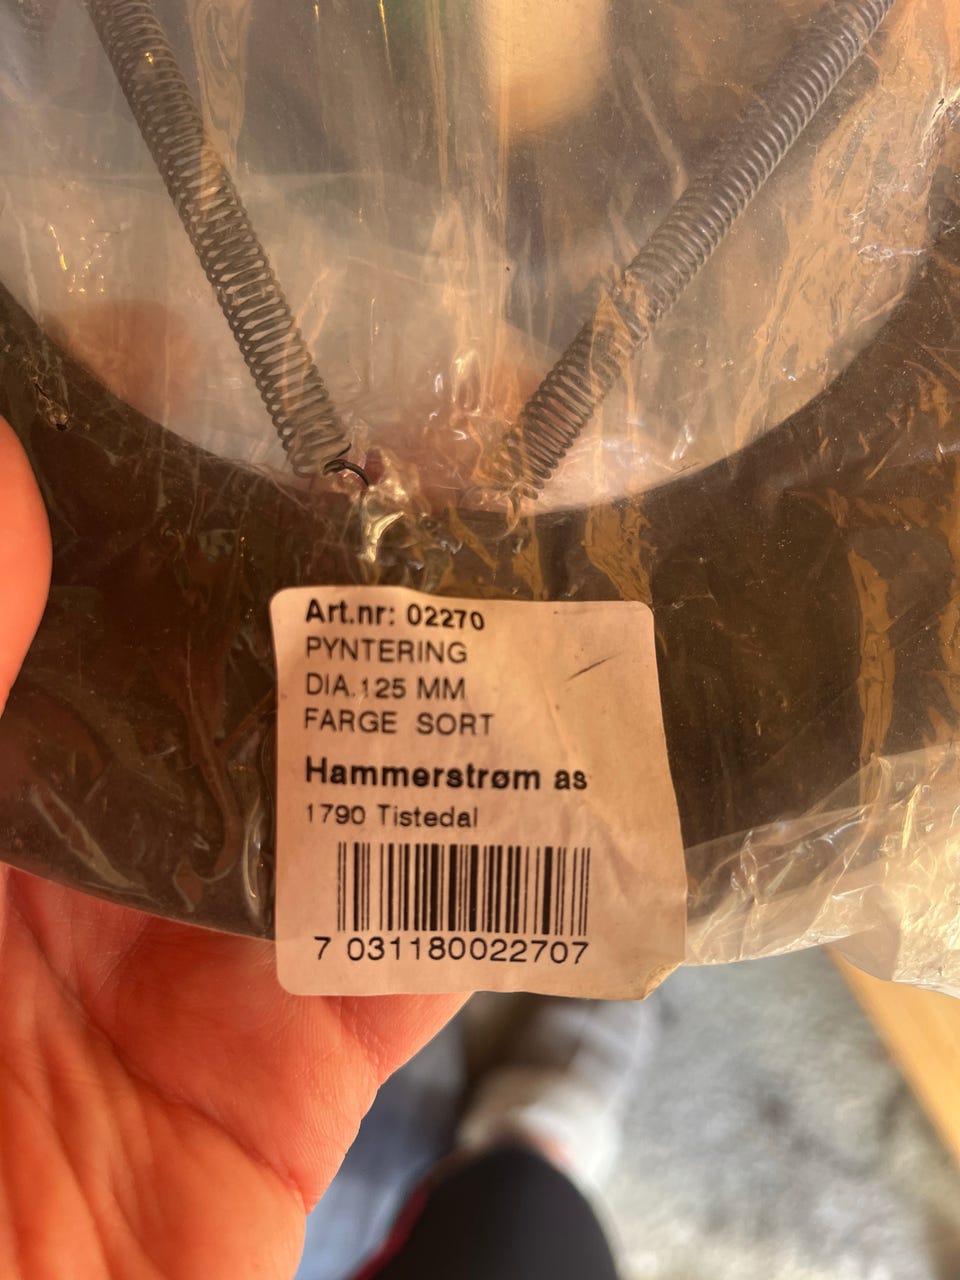 Art.nr: 02270
PYNTERING
DIA.125 MM
FARGE SORT
Hammerstrøm as
1790 Tistedal
7 031180022707